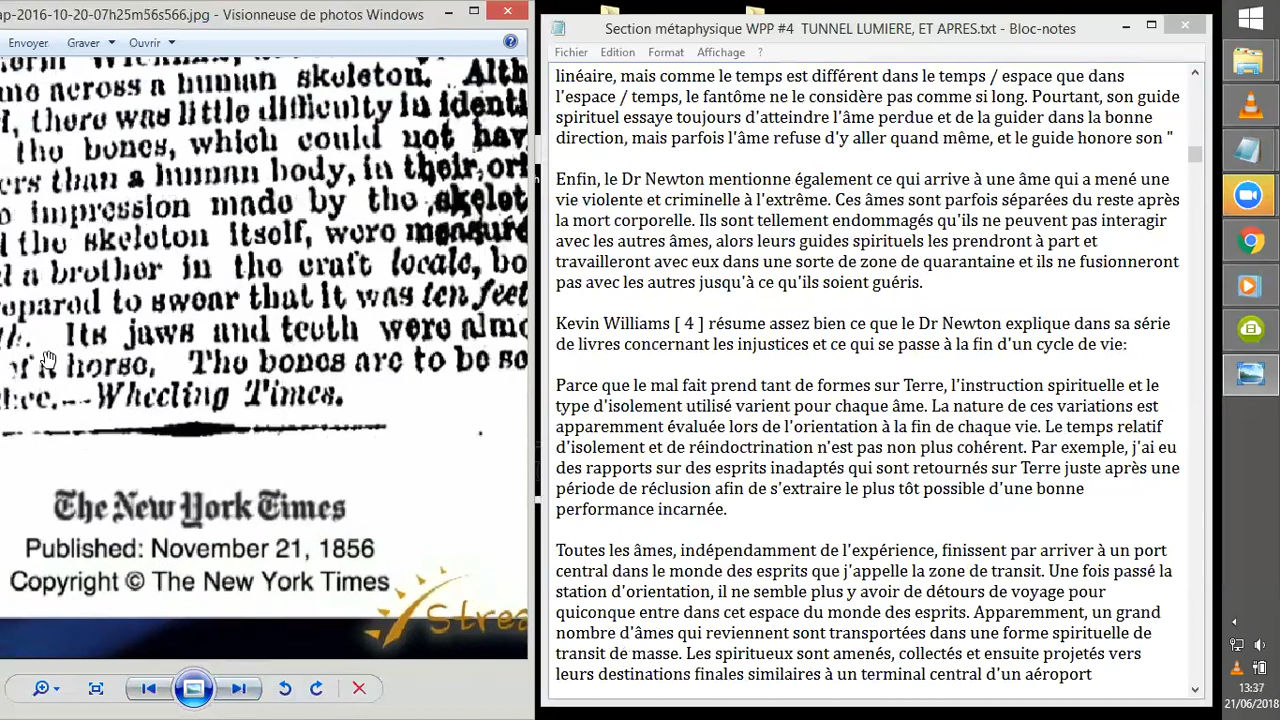 ap-2016-10-20-07h25m56s566.jpg - Visionneuse de photos Windows
Envoyer Graver Ouvrir
across a human skeleton. Alth
there was little difficulty in identi
the bones, which could not hav
ers than a human body, in their ori
impression made by the skelet
the skeleton itself, were measure
a brother in the craft locale, bo
epared to swear that it was ten feet
Its jaws and teeth were almo
horse. The bones are to be se
Wheeling Times.
The New York Times
Published: November 21, 1856
Copyright © The New York Times
Strea
Section métaphysique WPP #4 TUNNEL LUMIERE, ET APRES.txt - Bloc-notes
Fichier Edition Format Affichage ?
linéaire, mais comme le temps est différent dans le temps / espace que dans
l'espace / temps, le fantôme ne le considère pas comme si long. Pourtant, son guide
spirituel essaye toujours d'atteindre l'âme perdue et de la guider dans la bonne
direction, mais parfois l'âme refuse d'y aller quand même, et le guide honore son "
Enfin, le Dr Newton mentionne également ce qui arrive à une âme qui a mené une
vie violente et criminelle à l'extrême. Ces âmes sont parfois séparées du reste après
la mort corporelle. Ils sont tellement endommagés qu'ils ne peuvent pas interagir
avec les autres âmes, alors leurs guides spirituels les prendront à part et
travailleront avec eux dans une sorte de zone de quarantaine et ils ne fusionneront
pas avec les autres jusqu'à ce qu'ils soient guéris.
Kevin Williams [ 4 ] résume assez bien ce que le Dr Newton explique dans sa série
de livres concernant les injustices et ce qui se passe à la fin d'un cycle de vie:
Parce que le mal fait prend tant de formes sur Terre, l'instruction spirituelle et le
type d'isolement utilisé varient pour chaque âme. La nature de ces variations est
apparemment évaluée lors de l'orientation à la fin de chaque vie. Le temps relatif
d'isolement et de réindoctrination n'est pas non plus cohérent. Par exemple, j'ai eu
des rapports sur des esprits inadaptés qui sont retournés sur Terre juste après une
période de réclusion afin de s'extraire le plus tôt possible d'une bonne
performance incarnée.
Toutes les âmes, indépendamment de l'expérience, finissent par arriver à un port
central dans le monde des esprits que j'appelle la zone de transit. Une fois passé la
station d'orientation, il ne semble plus y avoir de détours de voyage pour
quiconque entre dans cet espace du monde des esprits. Apparemment, un grand
nombre d'âmes qui reviennent sont transportées dans une forme spirituelle de
transit de masse. Les spiritueux sont amenés, collectés et ensuite projetés vers
leurs destinations finales similaires à un terminal central d'un aéroport
13:37
21/06/2018